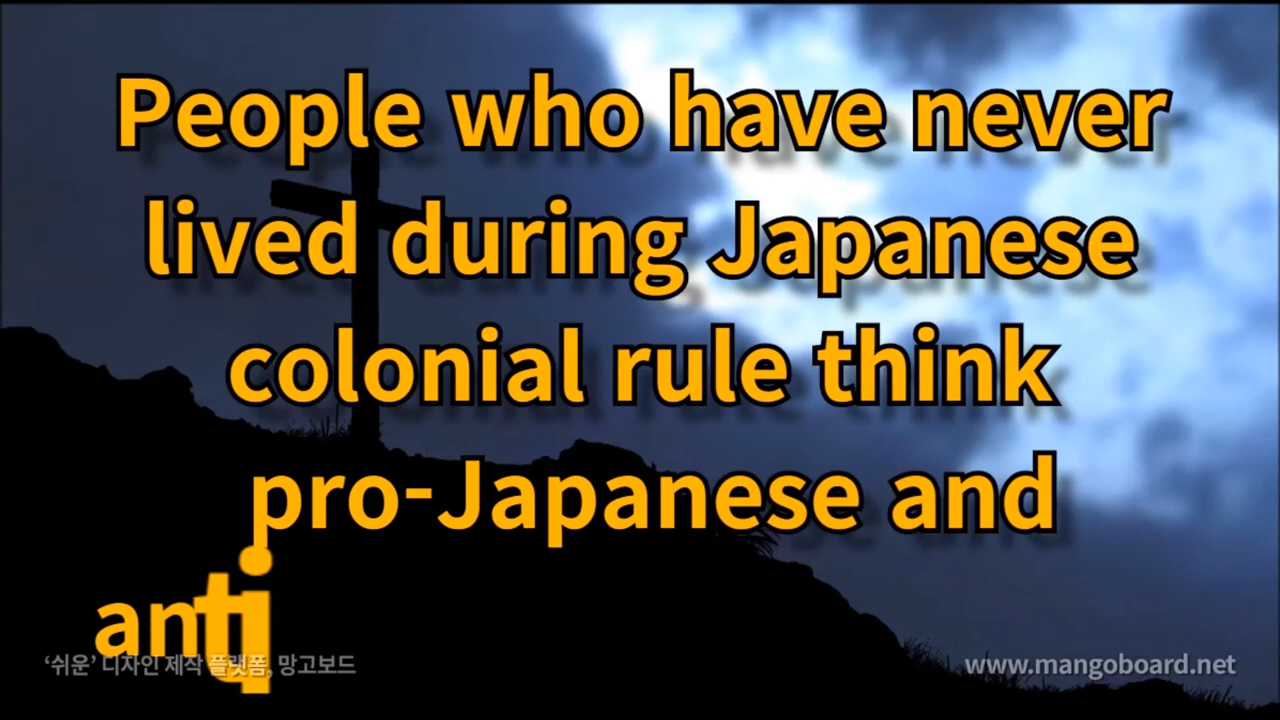 People who have never
lived during Japanese
colonial rule think
pro-Japanese and
anti
‘쉬운’ 디자인 제작 플랫폼, 망고보드
www.mangoboard.net